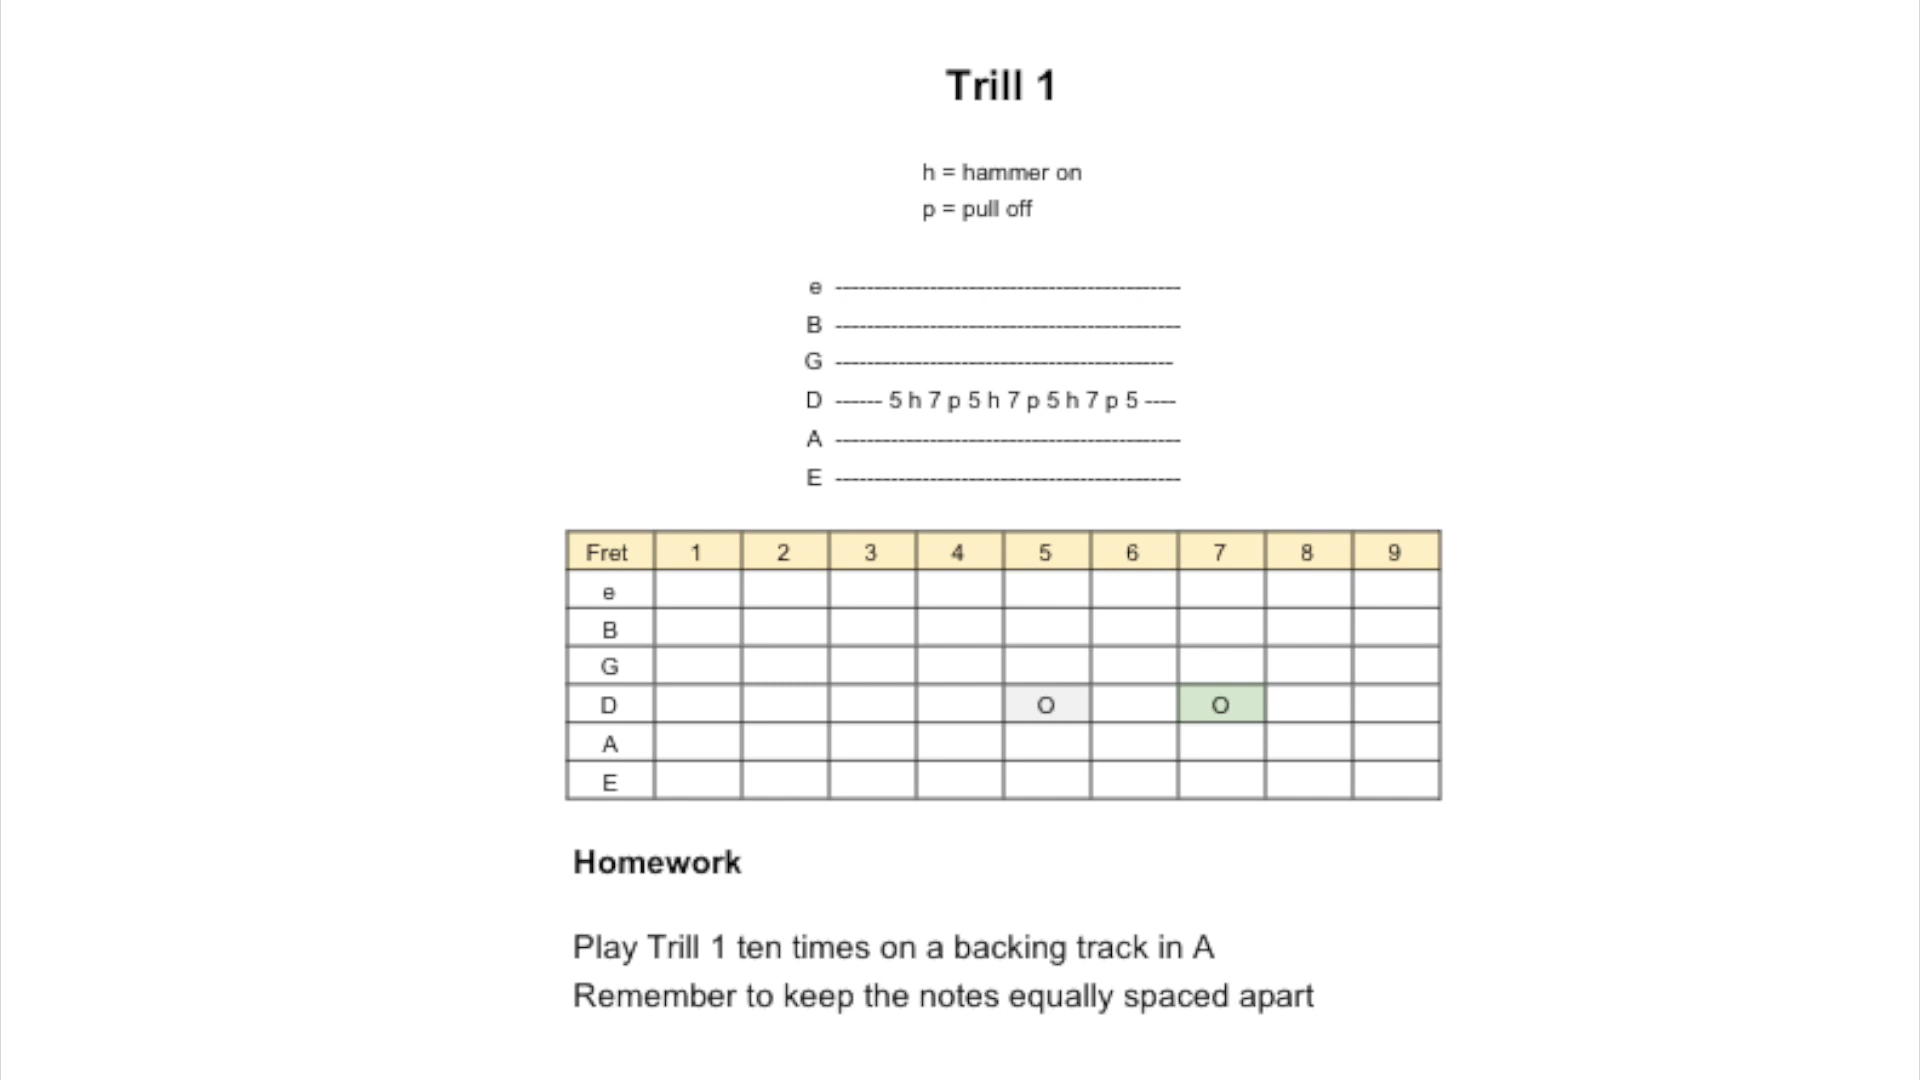 Trill 1
h = hammer on
p = pull off
e --------------------------------------------
B --------------------------------------------
G -------------------------------------------
D ------ 5 h 7 p 5 h 7 p 5 h 7 p 5 ----
A --------------------------------------------
E --------------------------------------------
Fret 1 2 3 4 5 6 7 8 9
e
B
G
D O O
A
E
Homework
Play Trill 1 ten times on a backing track in A
Remember to keep the notes equally spaced apart